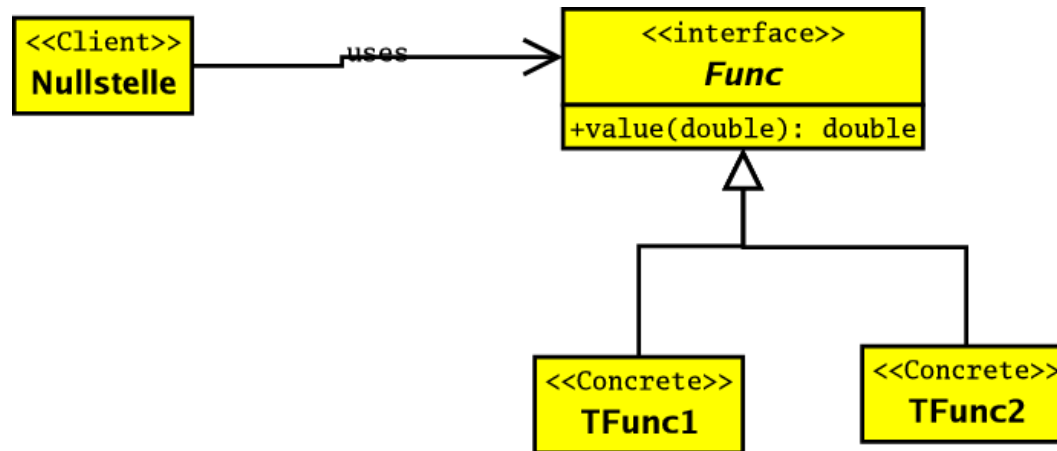 <<Client>>
Nullstelle
uses
<<interface>>
Func
+value(double): double
<<Concrete>>
TFunc1
<<Concrete>>
TFunc2